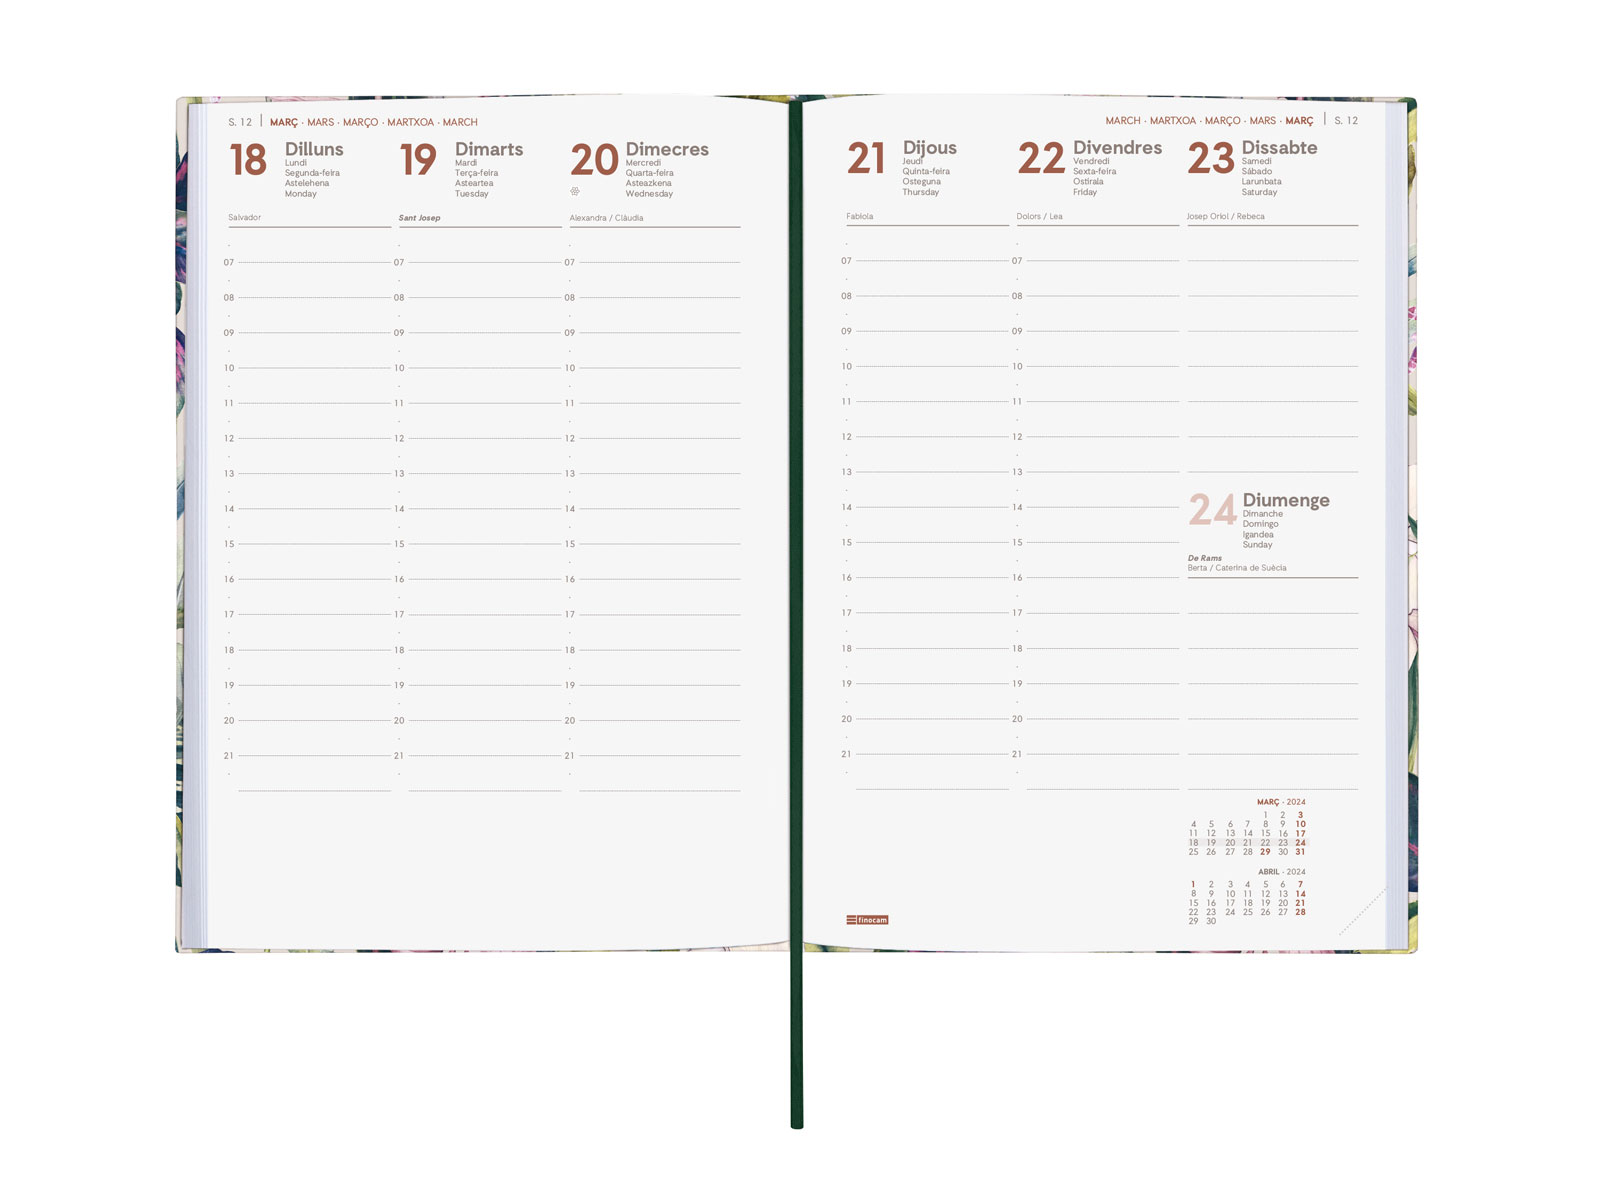 S. 12 | MARÇ · MARS · MARÇO · MARTXOA · MARCH
18 Dilluns
Lundi
Segunda-feira
Astelehena
Monday
Salvador
19 Dimarts
Mardi
Terça-feira
Asteartea
Tuesday
Sant Josep
20 Dimecres
Mercredi
Quarta-feira
Asteazkena
Wednesday
Alexandra / Clàudia
07 07 07
08 08 08
09 09 09
10 10 10
11 11 11
12 12 12
13 13 13
14 14 14
15 15 15
16 16 16
17 17 17
18 18 18
19 19 19
20 20 20
21 21 21
MARCH · MARTXOA · MARÇO · MARS · MARÇ | S. 12
21 Dijous
Jeudi
Quinta-feira
Osteguna
Thursday
Fabiola
22 Divendres
Vendredi
Sexta-feira
Ostirala
Friday
Dolors / Lea
23 Dissabte
Samedi
Sábado
Larunbata
Saturday
Josep Oriol / Rebeca
07 07
08 08
09 09
10 10
11 11
12 12
13 13
14 14
15 15
16 16
17 17
18 18
19 19
20 20
21 21
24 Diumenge
Dimanche
Domingo
Igandea
Sunday
De Rams
Berta / Caterina de Suècia
MARÇ · 2024
1 2 3
4 5 6 7 8 9 10
11 12 13 14 15 16 17
18 19 20 21 22 23 24
25 26 27 28 29 30 31
ABRIL · 2024
1 2 3 4 5 6 7
8 9 10 11 12 13 14
15 16 17 18 19 20 21
22 23 24 25 26 27 28
29 30
finocam